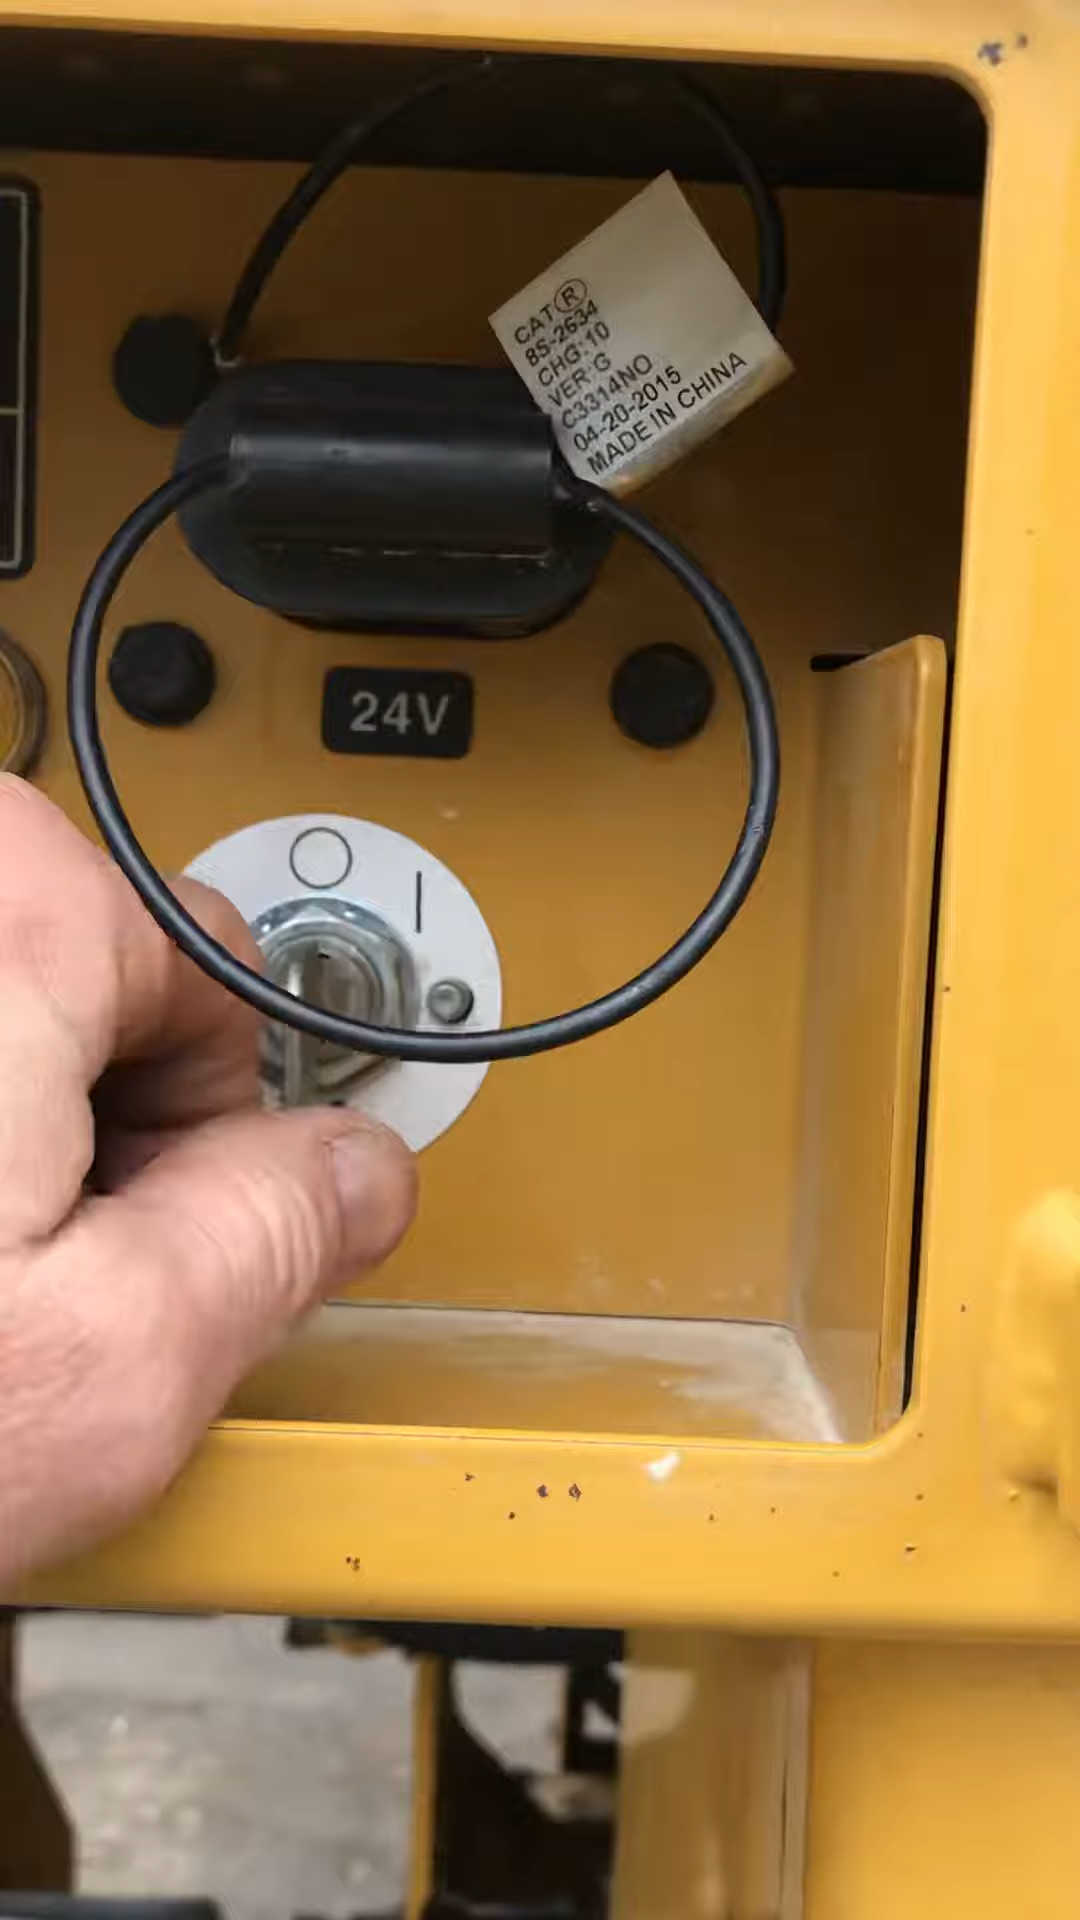 CAT®
8S-2634
CHG:10
VER:G
C3314NO
04-20-2015
MADE IN CHINA
24V
O I